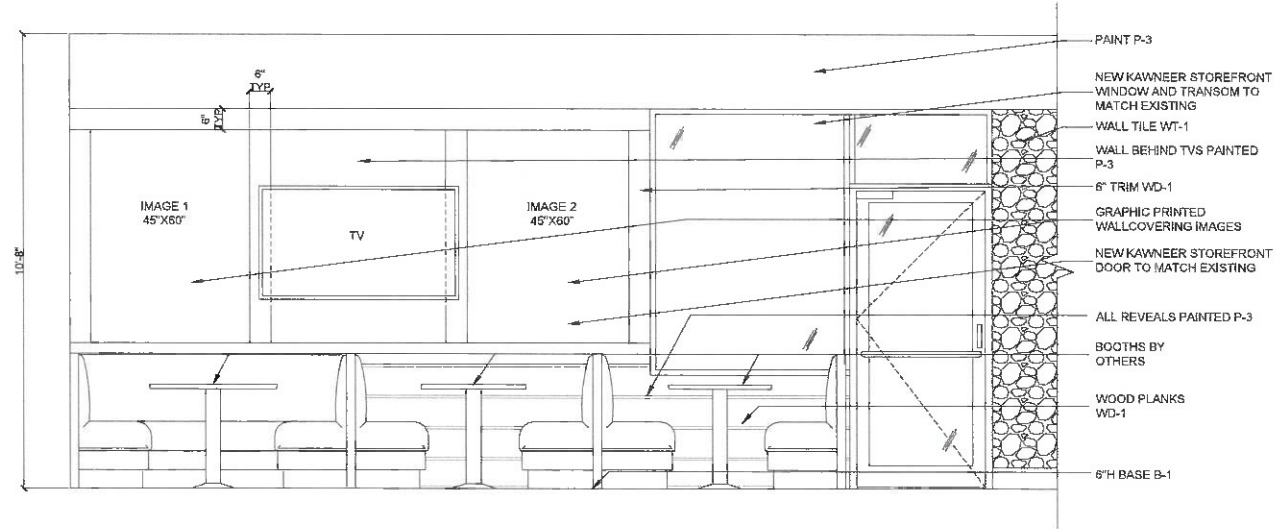 PAINT P-3
6"
TYP.
NEW KAWNEER STOREFRONT
WINDOW AND TRANSOM TO
MATCH EXISTING
6"
TYP.
WALL TILE WT-1
WALL BEHIND TVS PAINTED
P-3
6" TRIM WD-1
IMAGE 1
45"X60"
IMAGE 2
45"X60"
TV
GRAPHIC PRINTED
WALLCOVERING IMAGES
10'-8"
NEW KAWNEER STOREFRONT
DOOR TO MATCH EXISTING
ALL REVEALS PAINTED P-3
BOOTHS BY
OTHERS
WOOD PLANKS
WD-1
6"H BASE B-1